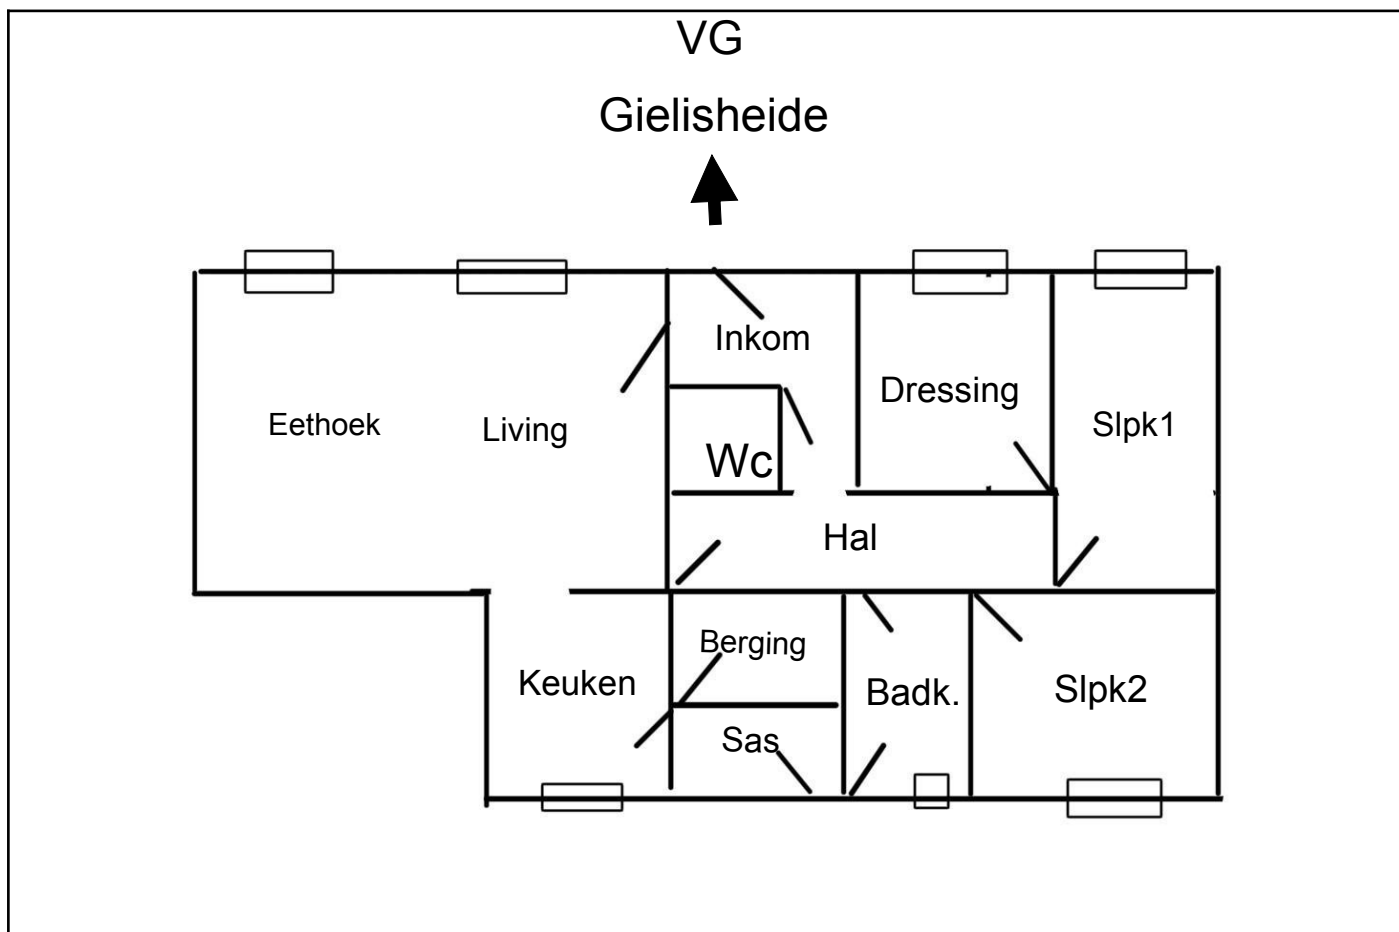 VG
Gielisheide
Inkom
Dressing
Eethoek
Living
Slpk1
Wc
Hal
Berging
Keuken
Badk.
Slpk2
Sas